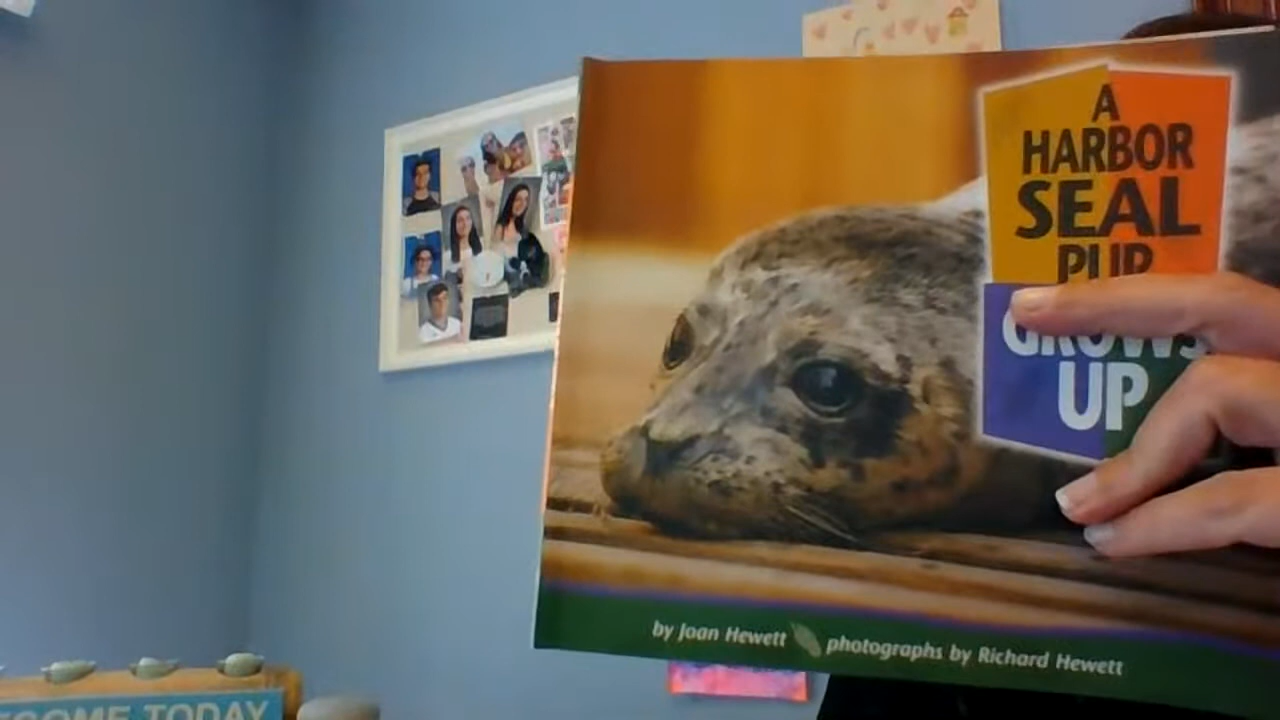 A
HARBOR
SEAL
PUP
GROWS
UP
by Joan Hewett photographs by Richard Hewett
COME TODAY